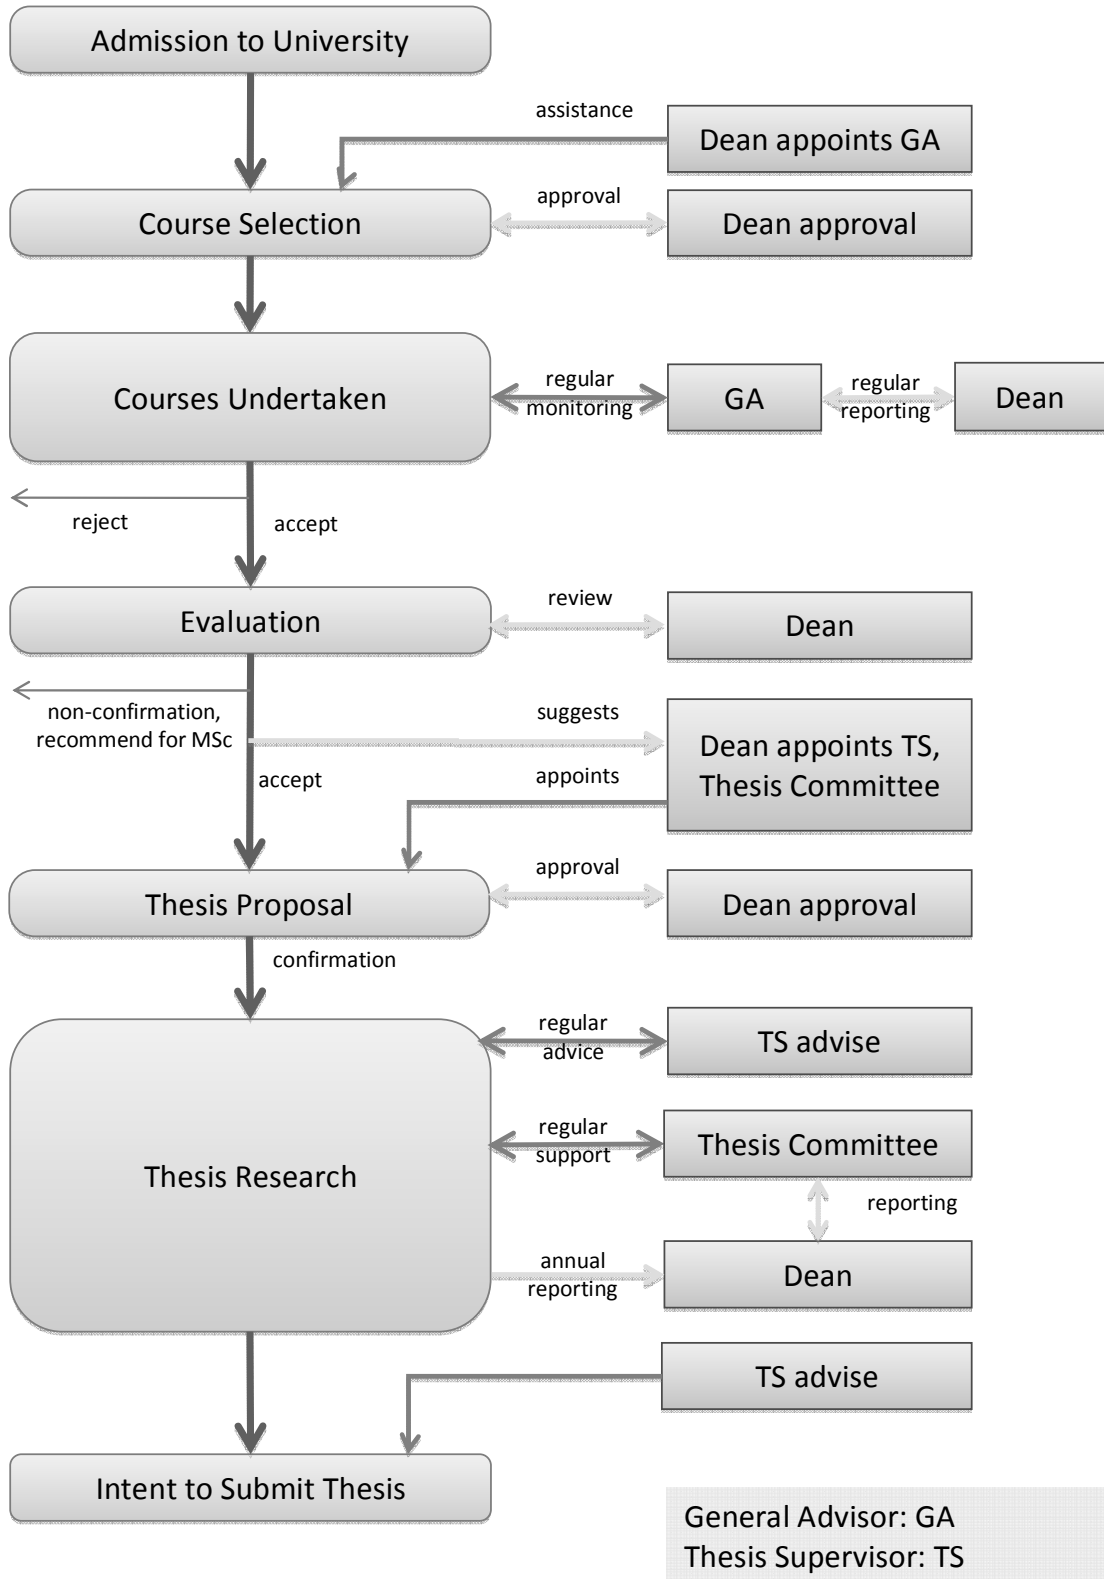 Admission to University
assistance
Dean appoints GA
Course Selection
approval
Dean approval
Courses Undertaken
regular
monitoring
GA
regular
reporting
Dean
reject
accept
Evaluation
review
Dean
non-confirmation,
recommend for MSc
suggests
Dean appoints TS,
Thesis Committee
accept
appoints
Thesis Proposal
approval
Dean approval
confirmation
regular
advice
TS advise
Thesis Research
regular
support
Thesis Committee
reporting
annual
reporting
Dean
TS advise
Intent to Submit Thesis
General Advisor: GA
Thesis Supervisor: TS